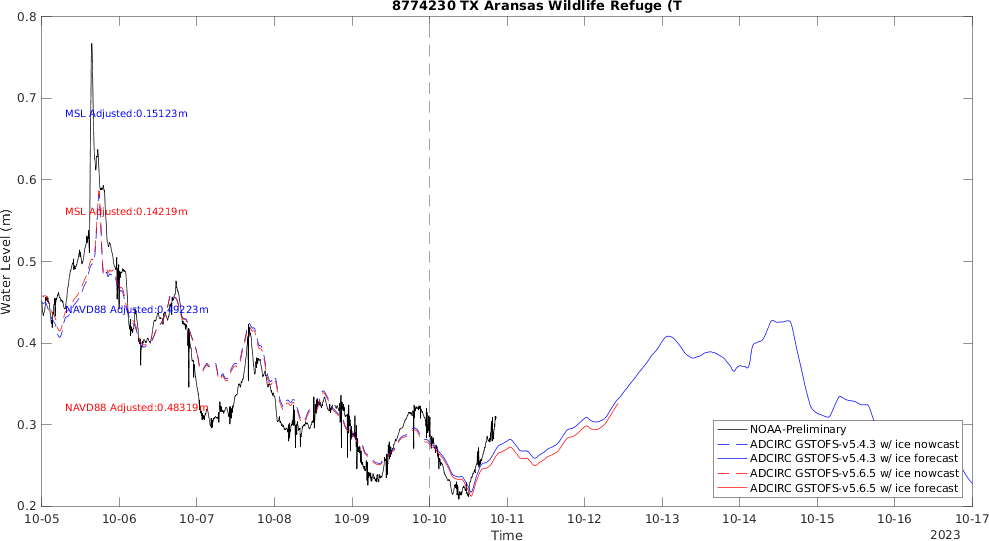 8774230 TX Aransas Wildlife Refuge (T
0.8
0.7
0.6
0.5
0.4
0.3
0.2
Water Level (m)
MSL Adjusted:0.15123m
MSL Adjusted:0.14219m
NAVD88 Adjusted:0.49223m
NAVD88 Adjusted:0.48319m
NOAA-Preliminary
ADCIRC GSTOFS-v5.4.3 w/ ice nowcast
ADCIRC GSTOFS-v5.4.3 w/ ice forecast
ADCIRC GSTOFS-v5.6.5 w/ ice nowcast
ADCIRC GSTOFS-v5.6.5 w/ ice forecast
10-05 10-06 10-07 10-08 10-09 10-10 10-11 10-12 10-13 10-14 10-15 10-16 10-17
Time
2023